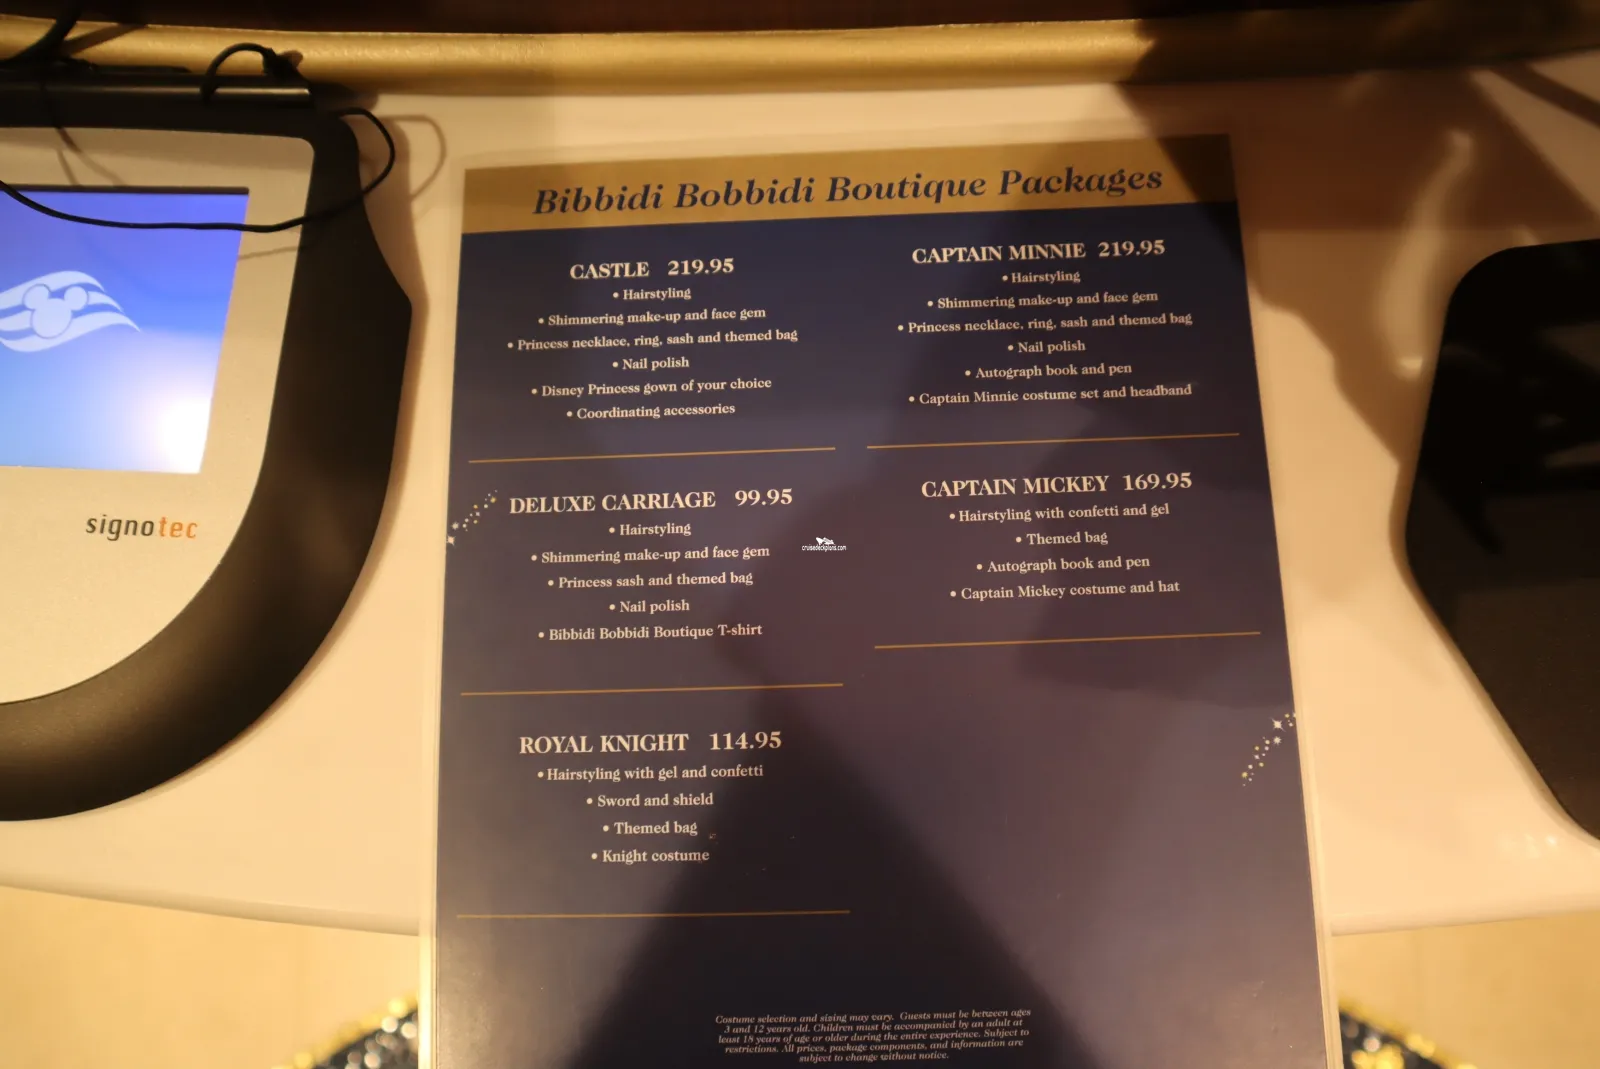 Bibbidi Bobbidi Boutique Packages
CASTLE 219.95
• Hairstyling
• Shimmering make-up and face gem
• Princess necklace, ring, sash and themed bag
• Nail polish
• Disney Princess gown of your choice
• Coordinating accessories
DELUXE CARRIAGE 99.95
• Hairstyling
• Shimmering make-up and face gem
• Princess sash and themed bag
• Nail polish
• Bibbidi Bobbidi Boutique T-shirt
ROYAL KNIGHT 114.95
• Hairstyling with gel and confetti
• Sword and shield
• Themed bag
• Knight costume
CAPTAIN MINNIE 219.95
• Hairstyling
• Shimmering make-up and face gem
• Princess necklace, ring, sash and themed bag
• Nail polish
• Autograph book and pen
• Captain Minnie costume set and headband
CAPTAIN MICKEY 169.95
• Hairstyling with confetti and gel
• Themed bag
• Autograph book and pen
• Captain Mickey costume and hat
Costume selection and sizing may vary. Guests must be between ages
3 and 12 years old. Children must be accompanied by an adult at
least 18 years of age or older during the entire experience. Subject to
restrictions. All prices, package components, and information are
subject to change without notice.
signotec
cruisedeckplans.com